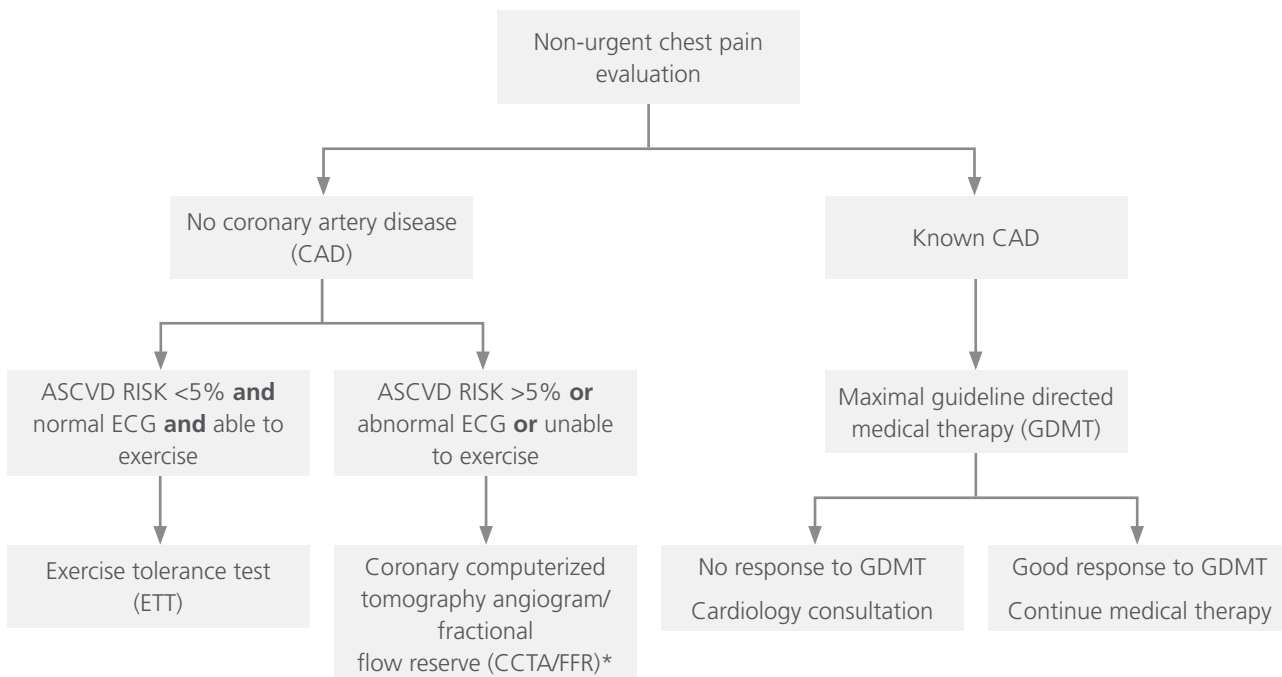 Non-urgent chest pain
evaluation
No coronary artery disease
(CAD)
Known CAD
ASCVD RISK <5% and
normal ECG and able to
exercise
ASCVD RISK >5% or
abnormal ECG or unable
to exercise
Maximal guideline directed
medical therapy (GDMT)
Exercise tolerance test
(ETT)
Coronary computerized
tomography angiogram/
fractional
flow reserve (CCTA/FFR)*
No response to GDMT
Cardiology consultation
Good response to GDMT
Continue medical therapy